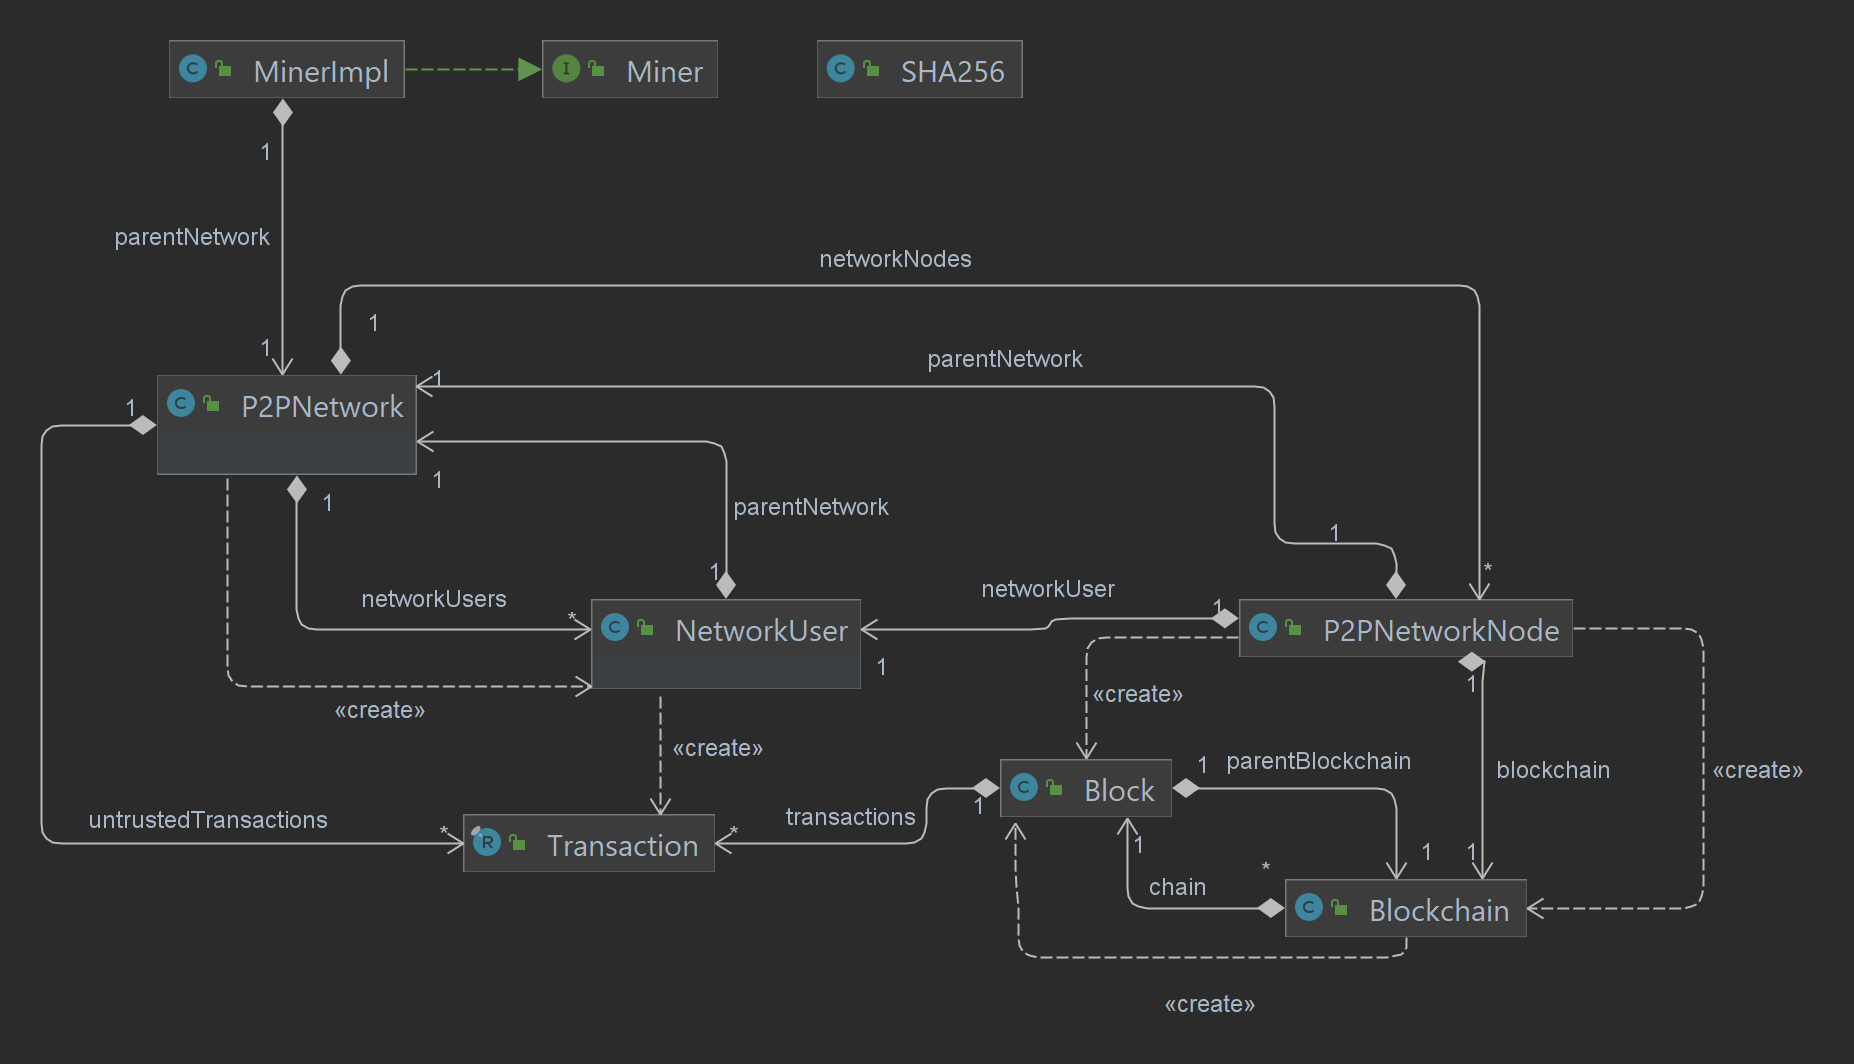 C MinerImpl
I Miner
C SHA256
1
parentNetwork
networkNodes
1
1
parentNetwork
1
1
C P2PNetwork
1
1
parentNetwork
1
*
1
networkUser
networkUsers
*
1
C NetworkUser
C P2PNetworkNode
1
1
«create»
«create»
«create»
1
parentBlockchain
blockchain
«create»
C Block
1
transactions
untrustedTransactions
*
*
R Transaction
1
1
1
*
chain
C Blockchain
«create»